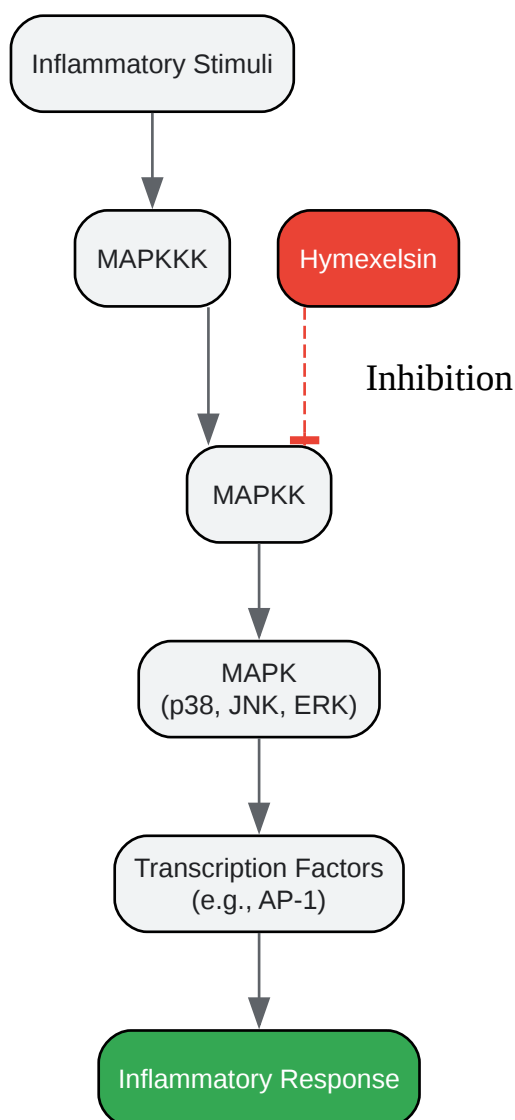 Inflammatory Stimuli
MAPKKK
Hymexelsin
Inhibition
MAPKK
MAPK
(p38, JNK, ERK)
Transcription Factors
(e.g., AP-1)
Inflammatory Response